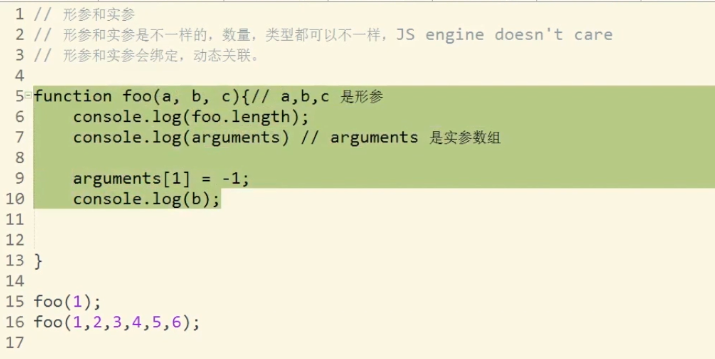 1 // 形参和实参
2 // 形参和实参是不一样的，数量，类型都可以不一样，JS engine doesn't care
3 // 形参和实参会绑定，动态关联。
4
5 function foo(a, b, c){// a,b,c 是形参
6     console.log(foo.length);
7     console.log(arguments) // arguments 是实参数组
8
9     arguments[1] = -1;
10     console.log(b);
11
12
13 }
14
15 foo(1);
16 foo(1,2,3,4,5,6);
17